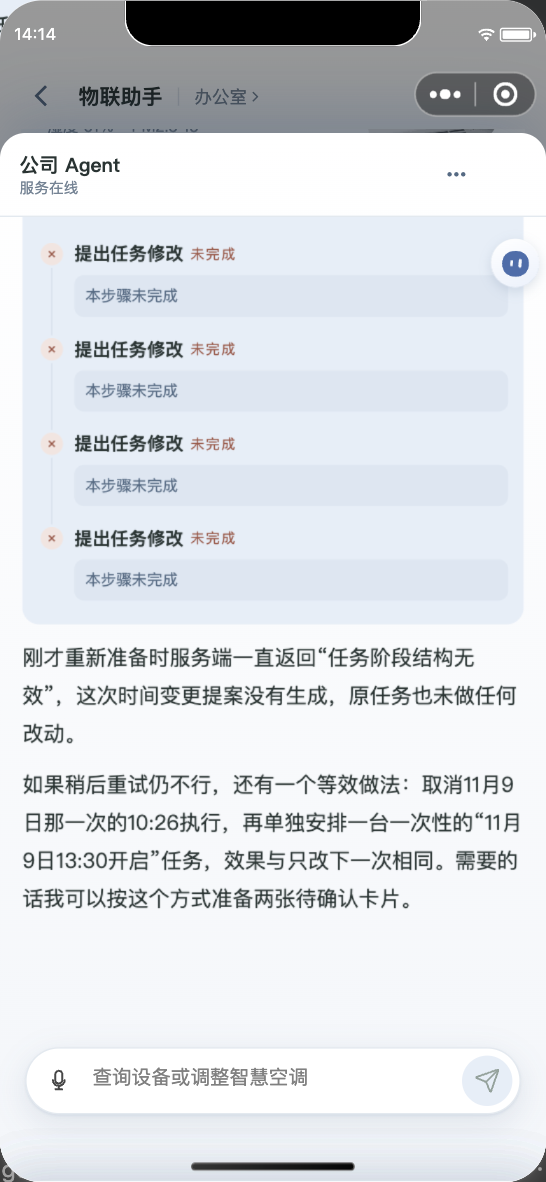 14:14
物联助手
办公室
公司 Agent
服务在线
提出任务修改 未完成
本步骤未完成
提出任务修改 未完成
本步骤未完成
提出任务修改 未完成
本步骤未完成
提出任务修改 未完成
本步骤未完成
刚才重新准备时服务端一直返回“任务阶段结构无
效”，这次时间变更提案没有生成，原任务也未做任何
改动。
如果稍后重试仍不行，还有一个等效做法：取消11月9
日那一次的10:26执行，再单独安排一台一次性的“11月
9日13:30开启”任务，效果与只改下一次相同。需要的
话我可以按这个方式准备两张待确认卡片。
查询设备或调整智慧空调